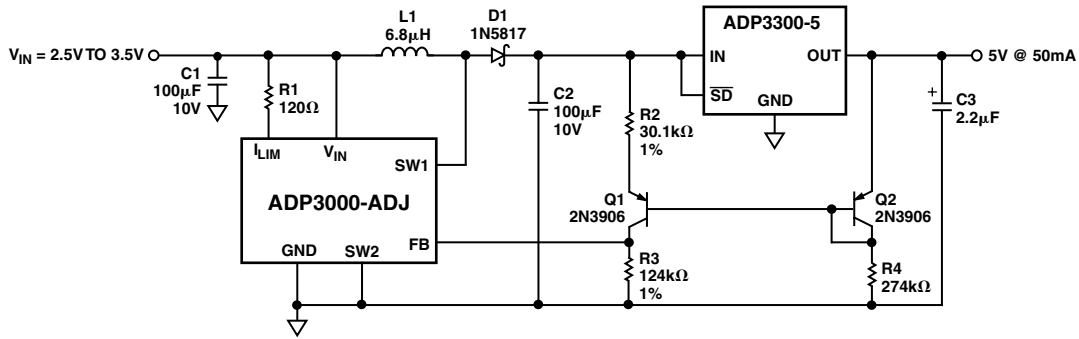 ADP3300-5
L1
6.8μH
D1
1N5817
V_IN = 2.5V TO 3.5V
IN
OUT
5V @ 50mA
C1
100μF
10V
R1
120Ω
C2
100μF
10V
R2
30.1kΩ
1%
SD
GND
+
C3
2.2μF
I_LIM
V_IN
SW1
ADP3000-ADJ
Q1
2N3906
Q2
2N3906
FB
GND
SW2
R3
124kΩ
1%
R4
274kΩ